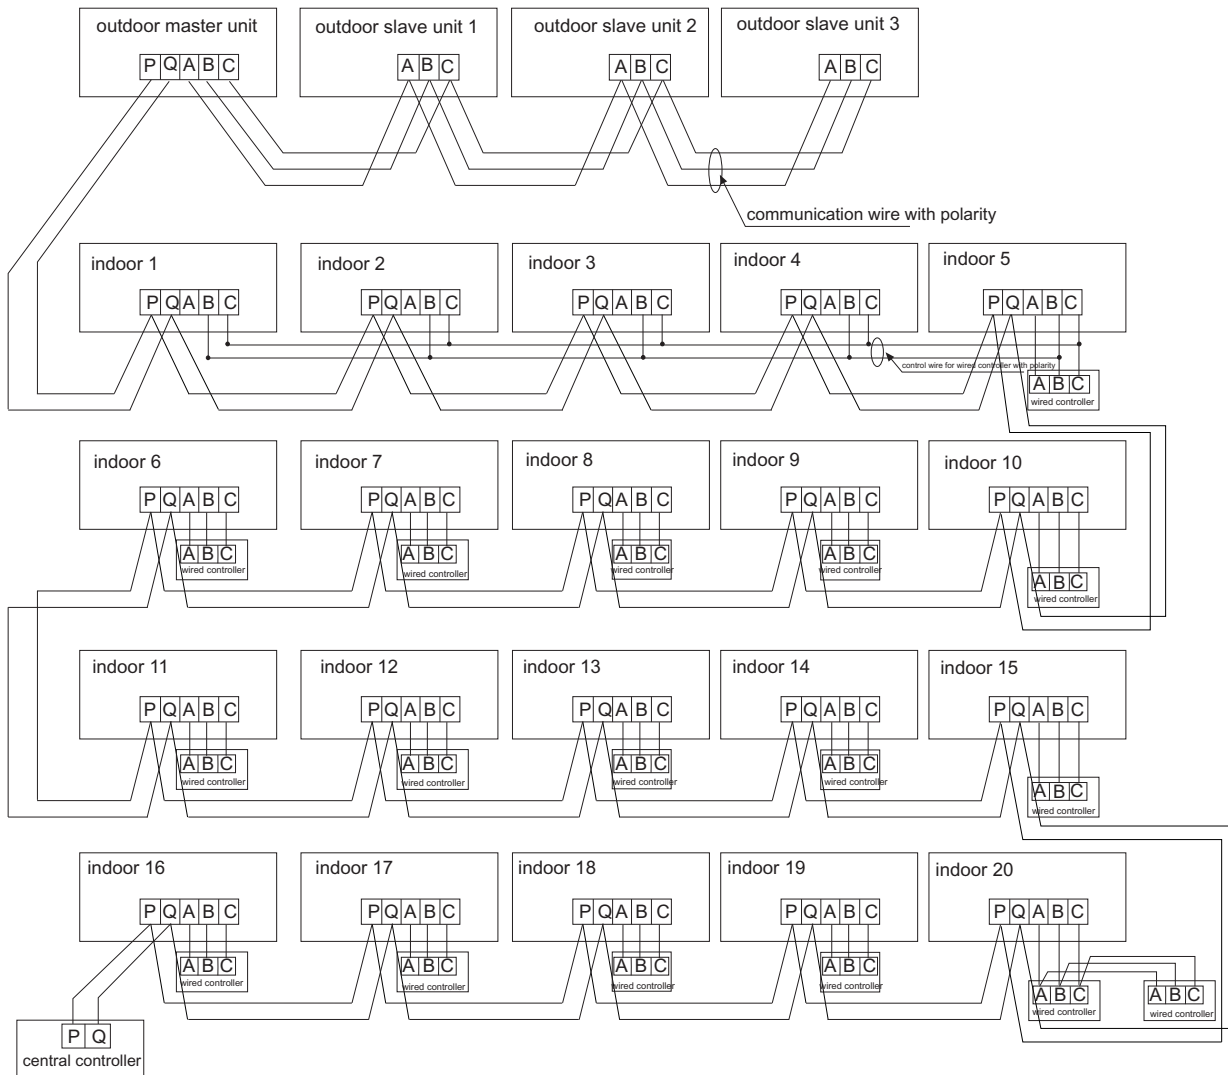 outdoor master unit
outdoor slave unit 1
outdoor slave unit 2
outdoor slave unit 3
P Q A B C
A B C
A B C
A B C
communication wire with polarity
indoor 1
indoor 2
indoor 3
indoor 4
indoor 5
P Q A B C
P Q A B C
P Q A B C
P Q A B C
P Q A B C
control wire for wired controller with polarity
A B C
wired controller
indoor 6
indoor 7
indoor 8
indoor 9
indoor 10
P Q A B C
P Q A B C
P Q A B C
P Q A B C
P Q A B C
A B C
wired controller
A B C
wired controller
A B C
wired controller
A B C
wired controller
A B C
wired controller
indoor 11
indoor 12
indoor 13
indoor 14
indoor 15
P Q A B C
P Q A B C
P Q A B C
P Q A B C
P Q A B C
A B C
wired controller
A B C
wired controller
A B C
wired controller
A B C
wired controller
A B C
wired controller
indoor 16
indoor 17
indoor 18
indoor 19
indoor 20
P Q A B C
P Q A B C
P Q A B C
P Q A B C
P Q A B C
A B C
wired controller
A B C
wired controller
A B C
wired controller
A B C
wired controller
A B C
wired controller
A B C
wired controller
P Q
central controller